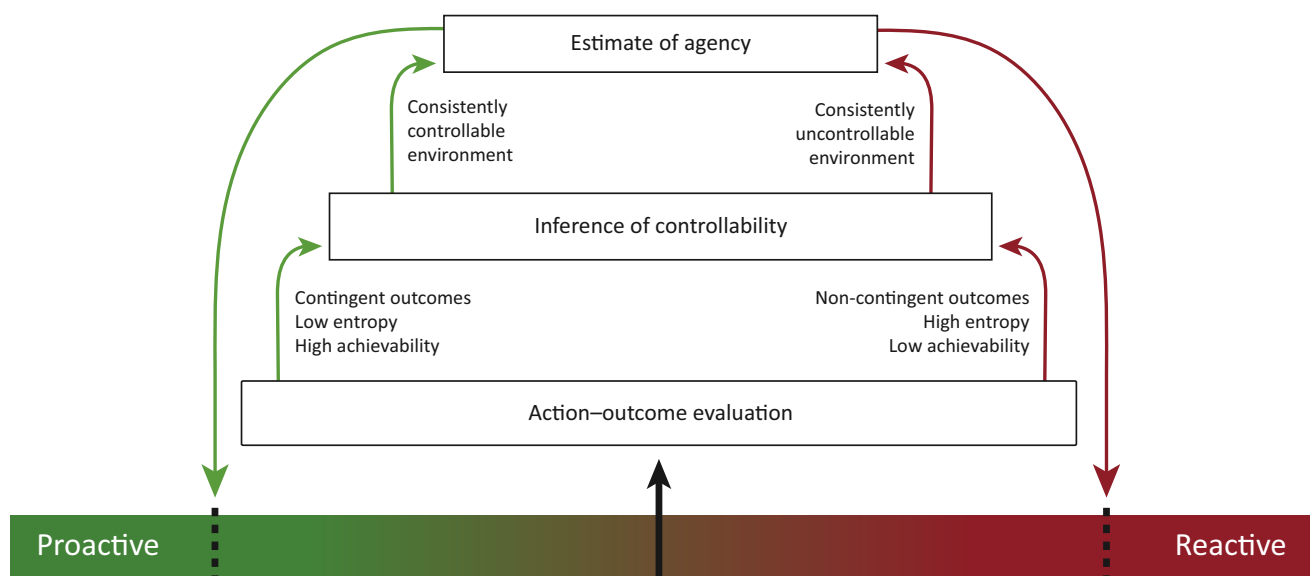 Estimate of agency
Consistently
controllable
environment
Consistently
uncontrollable
environment
Inference of controllability
Contingent outcomes
Low entropy
High achievability
Non-contingent outcomes
High entropy
Low achievability
Action–outcome evaluation
Proactive
Reactive